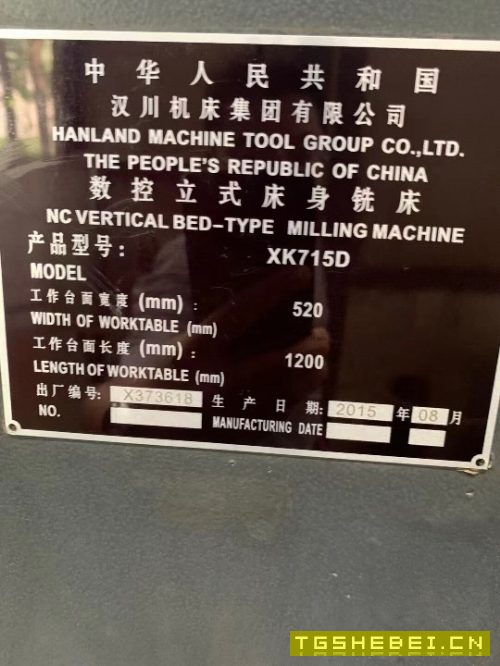 中华人民共和国
汉川机床集团有限公司
HANLAND MACHINE TOOL GROUP CO.,LTD.
THE PEOPLE'S REPUBLIC OF CHINA
数控立式床身铣床
NC VERTICAL BED-TYPE MILLING MACHINE
产品型号: XK715D
MODEL
工作台面宽度 (mm) : 520
WIDTH OF WORKTABLE (mm)
工作台面长度 (mm) : 1200
LENGTH OF WORKTABLE (mm)
出厂编号: X373618 生产日期: 2015 年 08 月
NO. MANUFACTURING DATE
TGSHEBEI.CN